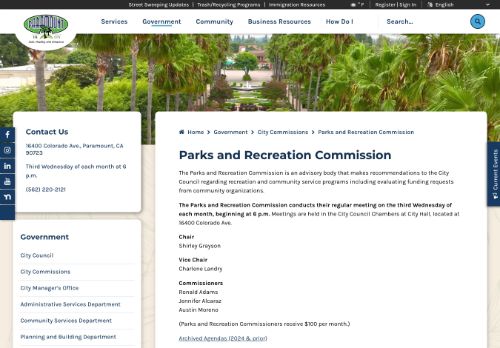 Street Sweeping Updates | Trash/Recycling Programs | Immigration Resources
° F | Register | Sign In | English
PARAMOUNT
Services Government Community Business Resources How Do I Search...
Contact Us
16400 Colorado Ave., Paramount, CA
90723
Third Wednesday of each month at 6
p.m.
(562) 220-2121
Government
City Council
City Commissions
City Manager's Office
Administrative Services Department
Community Services Department
Planning and Building Department
Home > Government > City Commissions > Parks and Recreation Commission
Parks and Recreation Commission
The Parks and Recreation Commission is an advisory body that makes recommendations to the City
Council regarding recreation and community service programs including evaluating funding requests
from community organizations.
The Parks and Recreation Commission conducts their regular meeting on the third Wednesday of
each month, beginning at 6 p.m. Meetings are held in the City Council Chambers at City Hall, located at
16400 Colorado Ave.
Chair
Shirley Grayson
Vice Chair
Charlene Landry
Commissioners
Ronald Adams
Jennifer Alcaraz
Austin Moreno
(Parks and Recreation Commissioners receive $100 per month.)
Archived Agendas (2024 & prior)
Current Events